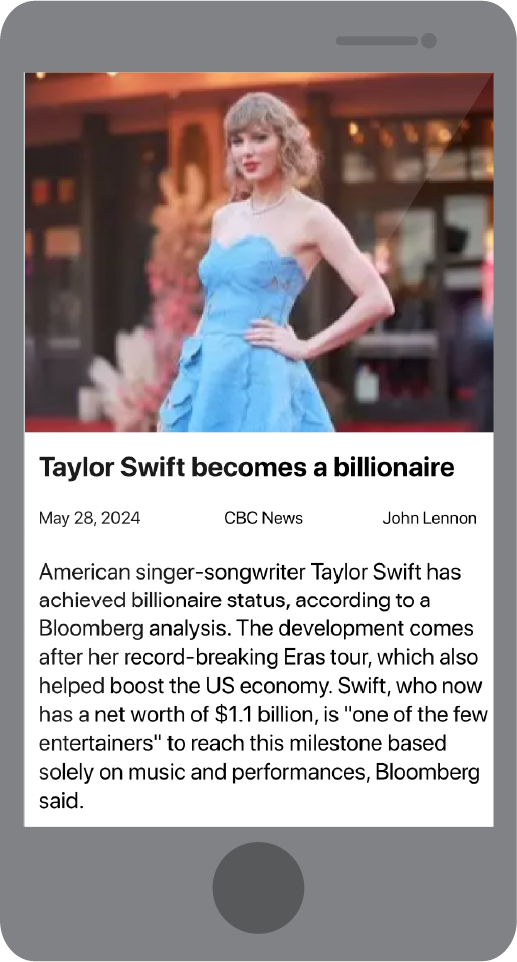 Taylor Swift becomes a billionaire
May 28, 2024 CBC News John Lennon
American singer-songwriter Taylor Swift has
achieved billionaire status, according to a
Bloomberg analysis. The development comes
after her record-breaking Eras tour, which also
helped boost the US economy. Swift, who now
has a net worth of $1.1 billion, is "one of the few
entertainers" to reach this milestone based
solely on music and performances, Bloomberg
said.